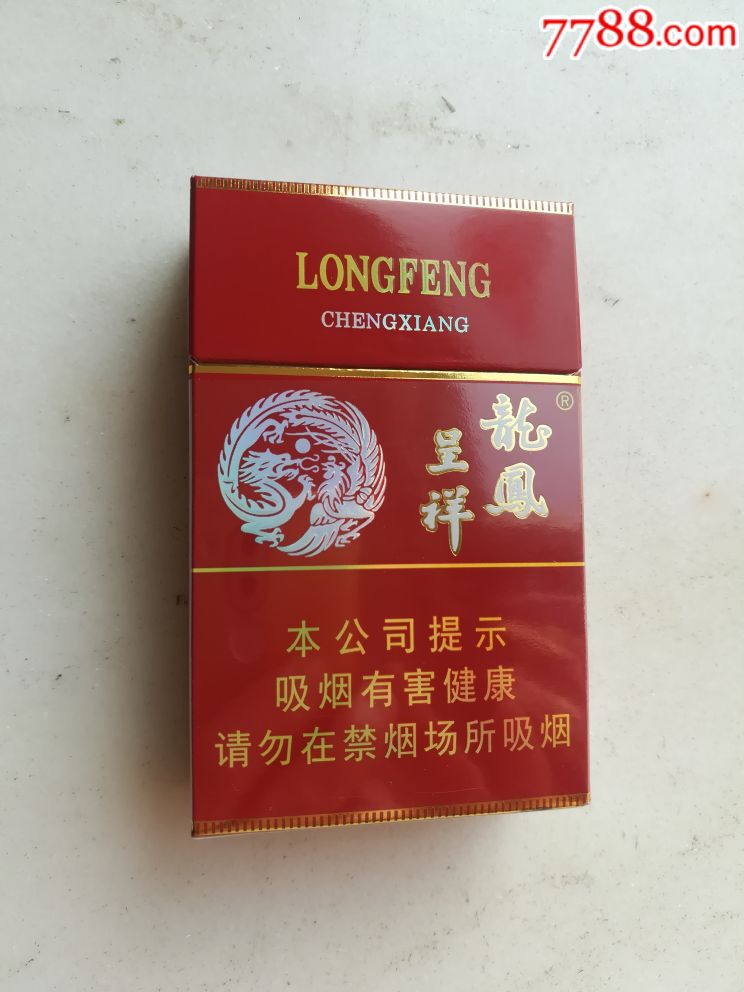 7788.com
LONGFENG
CHENGXIANG
龍鳳
呈祥
®
本公司提示
吸烟有害健康
请勿在禁烟场所吸烟